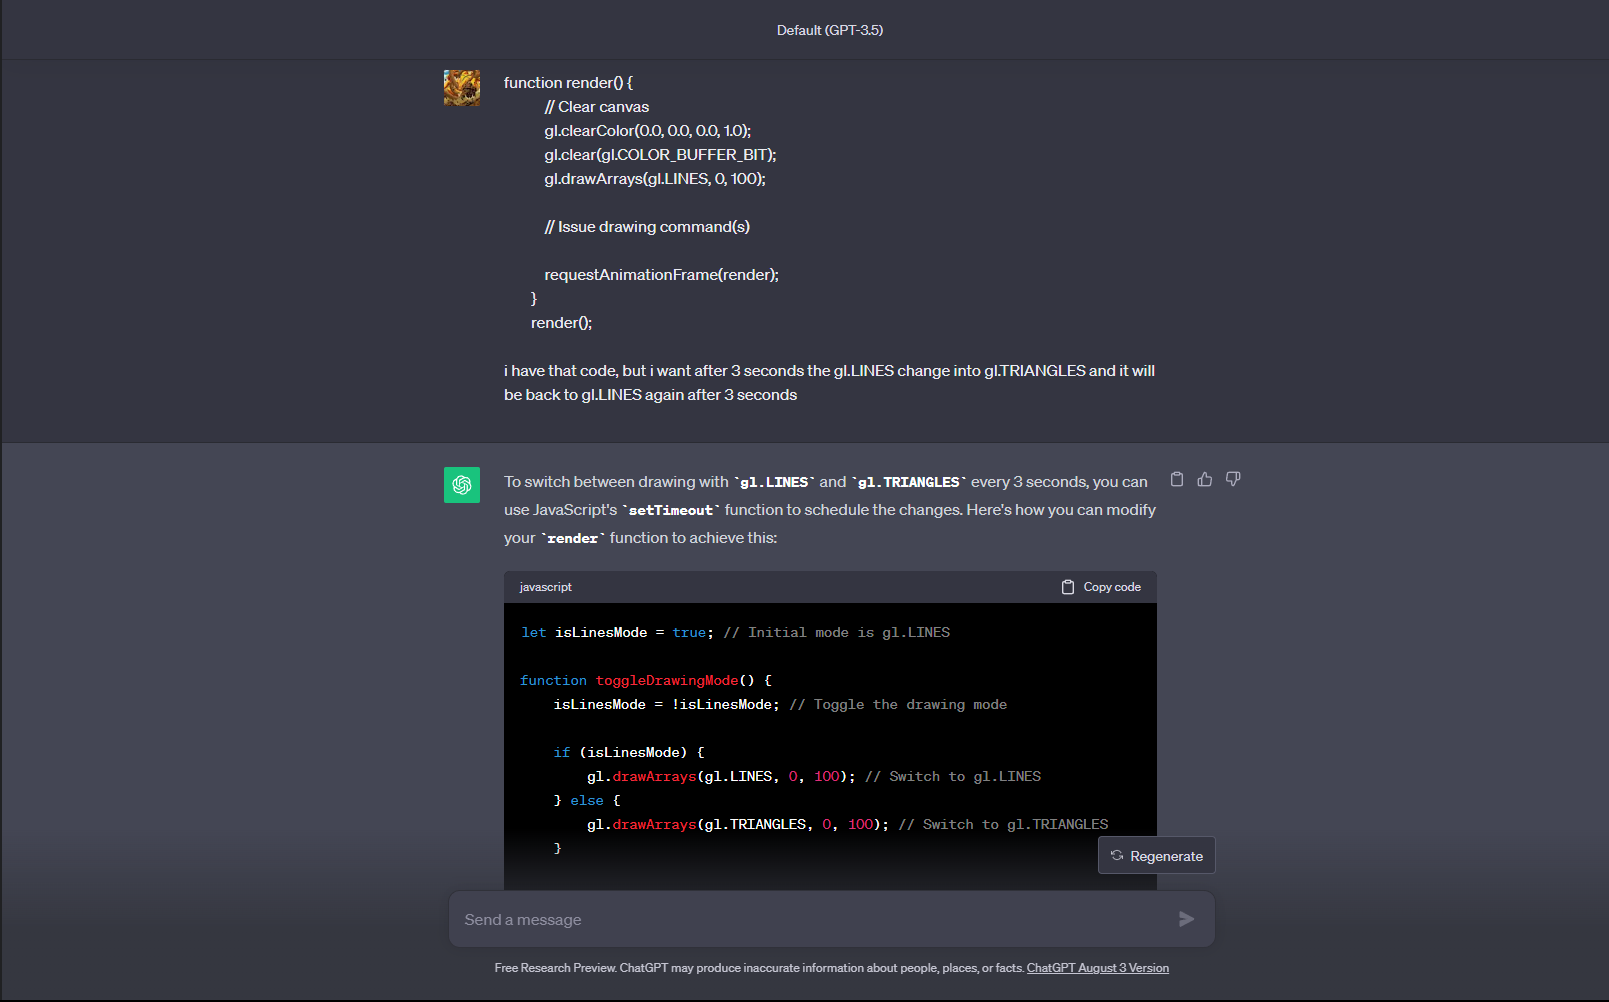 Default (GPT-3.5)
function render() {
// Clear canvas
gl.clearColor(0.0, 0.0, 0.0, 1.0);
gl.clear(gl.COLOR_BUFFER_BIT);
gl.drawArrays(gl.LINES, 0, 100);
// Issue drawing command(s)
requestAnimationFrame(render);
}
render();
i have that code, but i want after 3 seconds the gl.LINES change into gl.TRIANGLES and it will
be back to gl.LINES again after 3 seconds
To switch between drawing with `gl.LINES` and `gl.TRIANGLES` every 3 seconds, you can
use JavaScript's `setTimeout` function to schedule the changes. Here's how you can modify
your `render` function to achieve this:
javascript Copy code
let isLinesMode = true; // Initial mode is gl.LINES
function toggleDrawingMode() {
isLinesMode = !isLinesMode; // Toggle the drawing mode
if (isLinesMode) {
gl.drawArrays(gl.LINES, 0, 100); // Switch to gl.LINES
} else {
gl.drawArrays(gl.TRIANGLES, 0, 100); // Switch to gl.TRIANGLES
}
Regenerate
Send a message
Free Research Preview. ChatGPT may produce inaccurate information about people, places, or facts. ChatGPT August 3 Version